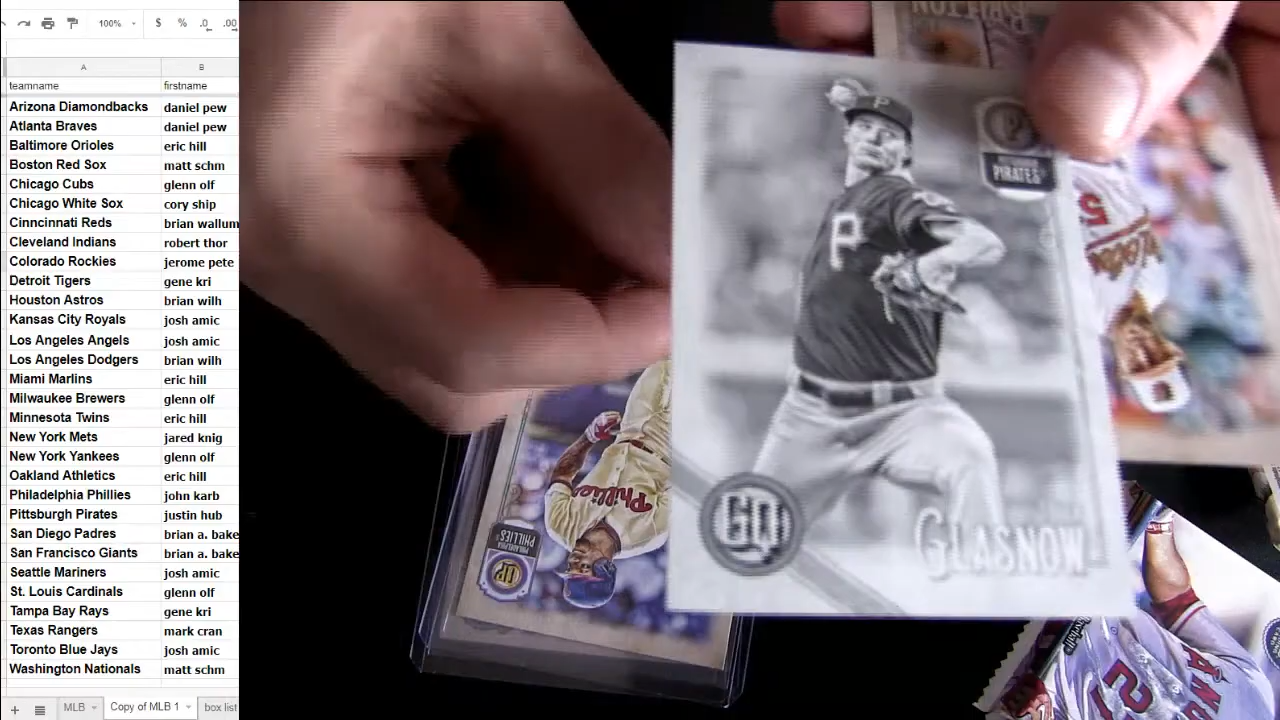 100%
$ % .0 .00
A B
teamname firstname
Arizona Diamondbacks daniel pew
Atlanta Braves daniel pew
Baltimore Orioles eric hill
Boston Red Sox matt schm
Chicago Cubs glenn olf
Chicago White Sox cory ship
Cinncinnati Reds brian wallum
Cleveland Indians robert thor
Colorado Rockies jerome pete
Detroit Tigers gene kri
Houston Astros brian wilh
Kansas City Royals josh amic
Los Angeles Angels josh amic
Los Angeles Dodgers brian wilh
Miami Marlins eric hill
Milwaukee Brewers glenn olf
Minnesota Twins eric hill
New York Mets jared knig
New York Yankees glenn olf
Oakland Athletics eric hill
Philadelphia Phillies john karb
Pittsburgh Pirates justin hub
San Diego Padres brian a. bake
San Francisco Giants brian a. bake
Seattle Mariners josh amic
St. Louis Cardinals glenn olf
Tampa Bay Rays gene kri
Texas Rangers mark cran
Toronto Blue Jays josh amic
Washington Nationals matt schm
MLB Copy of MLB 1 box list
P
P
PIRATES
GQ
GLASNOW
5
Phillies
PHILADELPHIA
PHILLIES
GQ